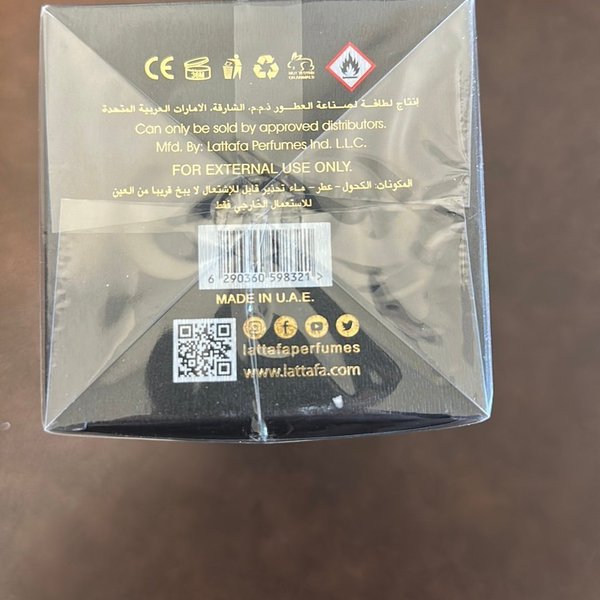 CE
إنتاج لطافة لصناعة العطور ذ.م.م. الشارقة، الامارات العربية المتحدة
Can only be sold by approved distributors.
Mfd. By: Lattafa Perfumes Ind. L.L.C.
FOR EXTERNAL USE ONLY.
المكونات: الكحول - عطر - ماء تحذير قابل للإشتعال لا يبخ قريبا من العين
للاستعمال الخارجي فقط
6 290360 598321 >
MADE IN U.A.E.
lattafaperfumes
www.lattafa.com